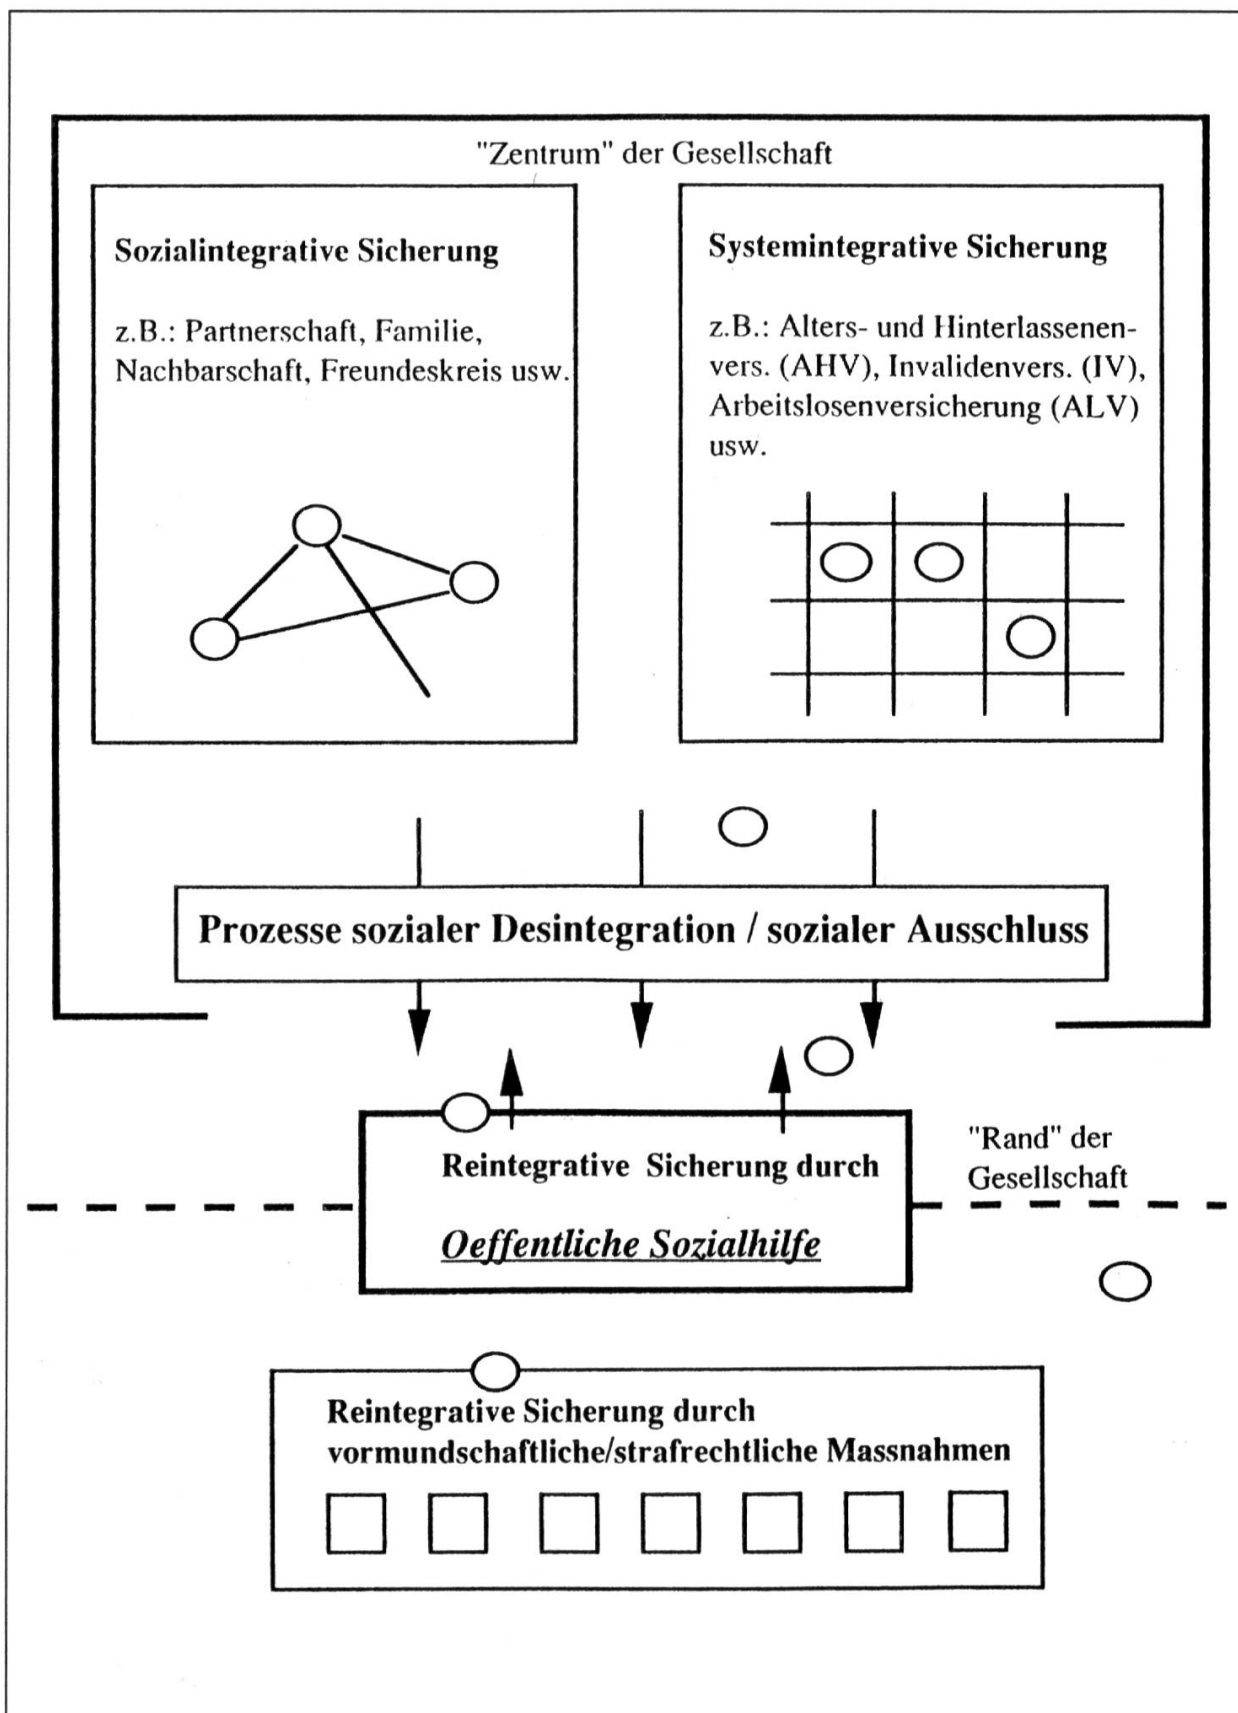 "Zentrum" der Gesellschaft
Sozialintegrative Sicherung
z.B.: Partnerschaft, Familie,
Nachbarschaft, Freundeskreis usw.
Systemintegrative Sicherung
z.B.: Alters- und Hinterlassenen-
vers. (AHV), Invalidenvers. (IV),
Arbeitslosenversicherung (ALV)
usw.
Prozesse sozialer Desintegration / sozialer Ausschluss
Reintegrative Sicherung durch
Oeffentliche Sozialhilfe
"Rand" der
Gesellschaft
Reintegrative Sicherung durch
vormundschaftliche/strafrechtliche Massnahmen